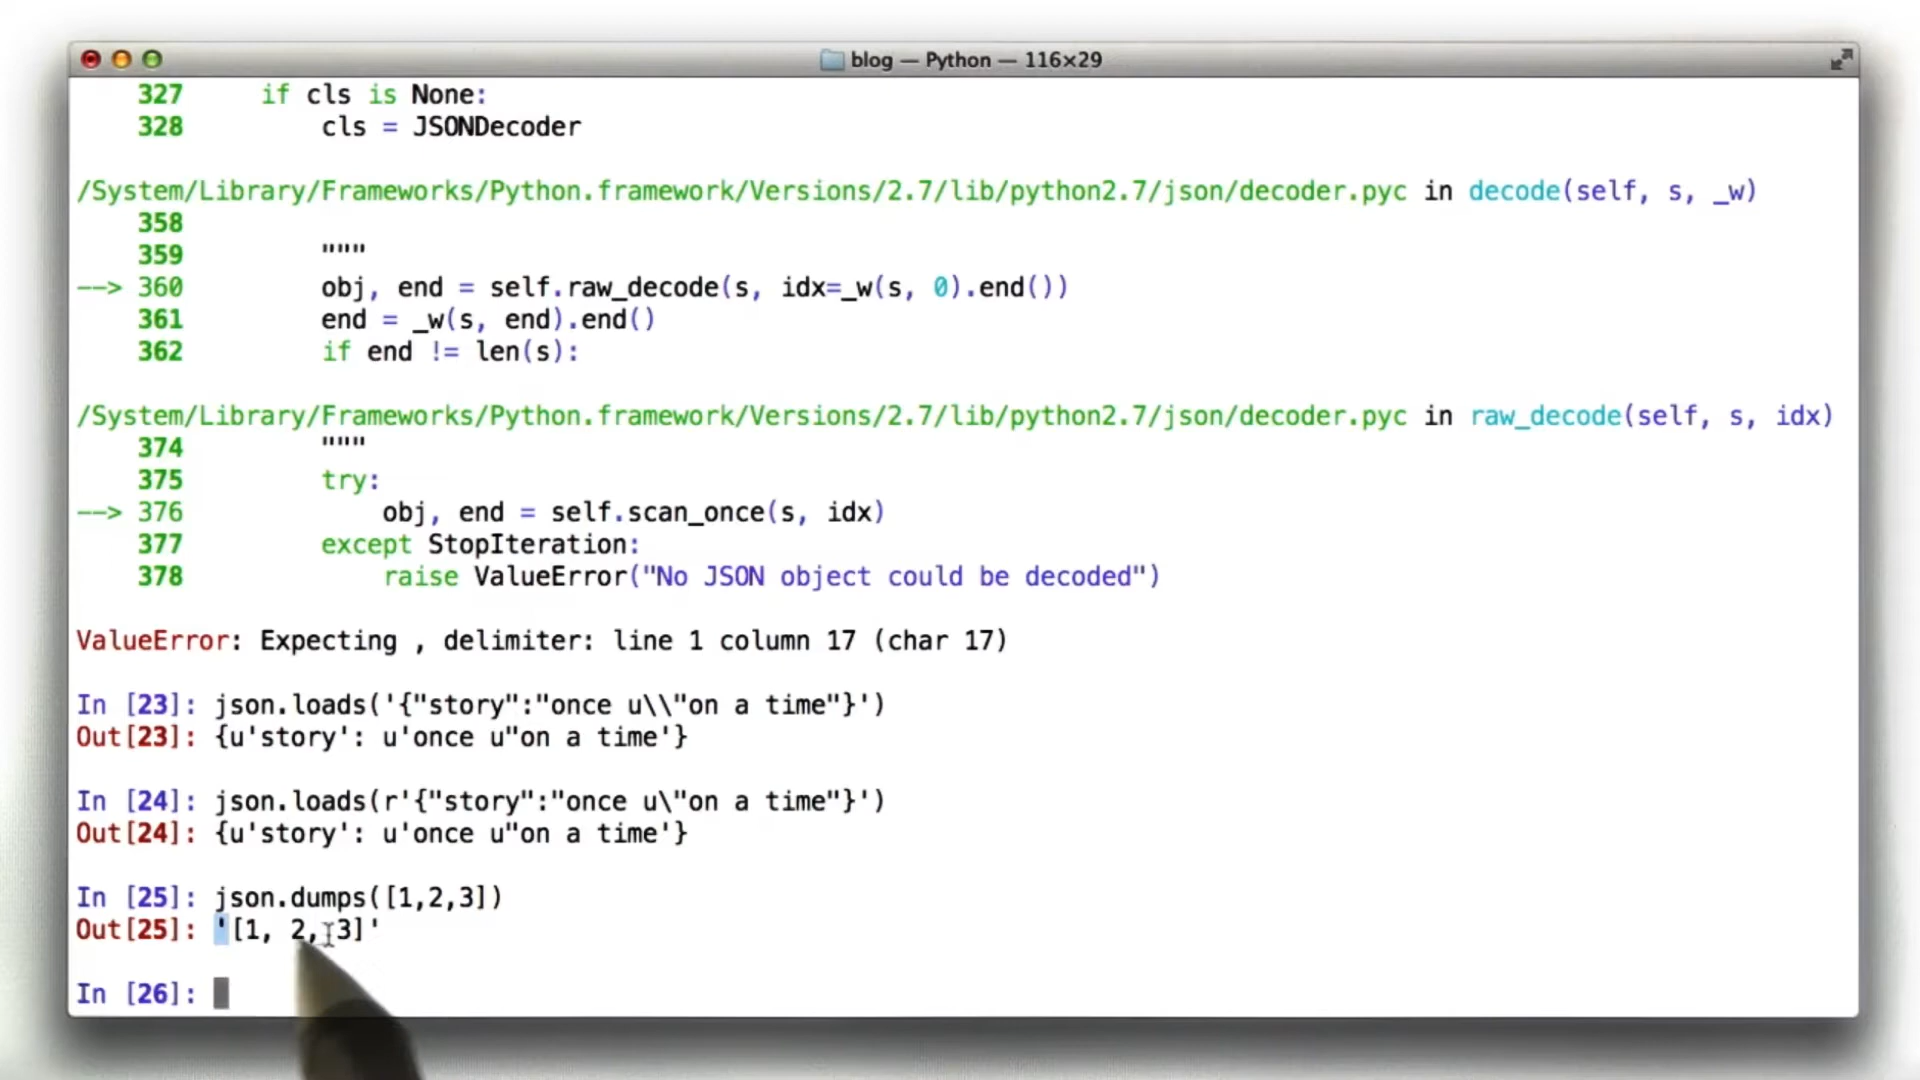 blog — Python — 116×29
327     if cls is None:
328         cls = JSONDecoder
/System/Library/Frameworks/Python.framework/Versions/2.7/lib/python2.7/json/decoder.pyc in decode(self, s, _w)
358
359         """
--> 360         obj, end = self.raw_decode(s, idx=_w(s, 0).end())
361         end = _w(s, end).end()
362         if end != len(s):
/System/Library/Frameworks/Python.framework/Versions/2.7/lib/python2.7/json/decoder.pyc in raw_decode(self, s, idx)
374         """
375         try:
--> 376             obj, end = self.scan_once(s, idx)
377         except StopIteration:
378             raise ValueError("No JSON object could be decoded")
ValueError: Expecting , delimiter: line 1 column 17 (char 17)
In [23]: json.loads('{"story":"once u\\"on a time"}')
Out[23]: {u'story': u'once u"on a time'}
In [24]: json.loads(r'{"story":"once u\"on a time"}')
Out[24]: {u'story': u'once u"on a time'}
In [25]: json.dumps([1,2,3])
Out[25]: '[1, 2, 3]'
In [26]: